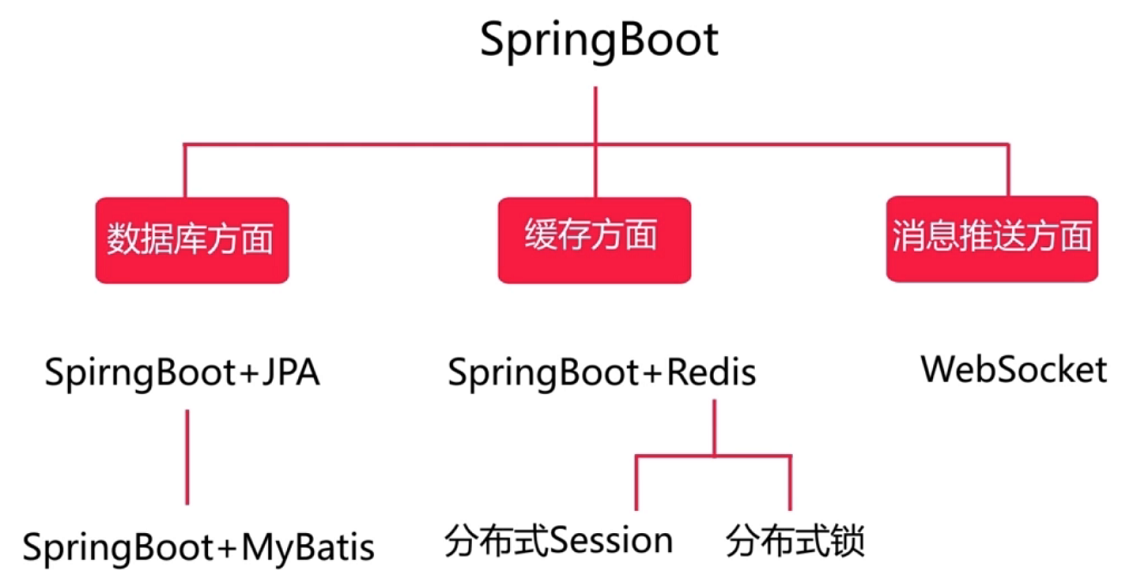 SpringBoot
数据库方面
缓存方面
消息推送方面
SpirngBoot+JPA
SpringBoot+Redis
WebSocket
SpringBoot+MyBatis
分布式Session
分布式锁